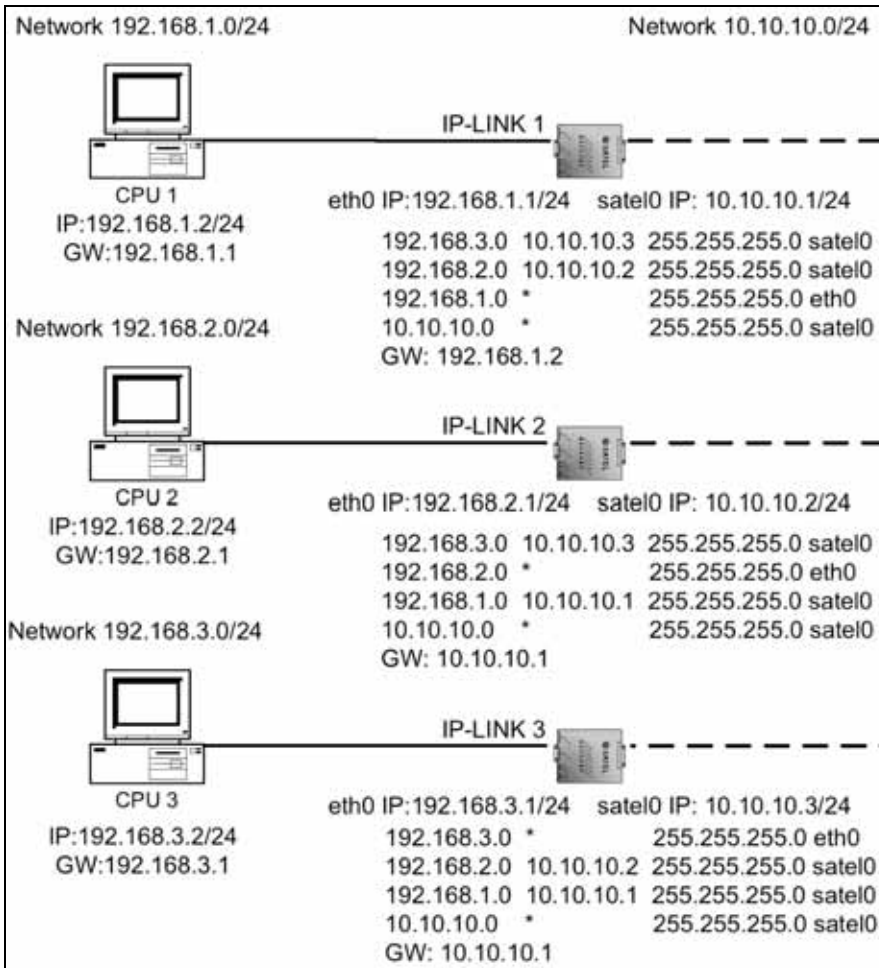 Network 192.168.1.0/24
Network 10.10.10.0/24
IP-LINK 1
CPU 1
IP:192.168.1.2/24
GW:192.168.1.1
eth0 IP:192.168.1.1/24 satel0 IP: 10.10.10.1/24
192.168.3.0 10.10.10.3 255.255.255.0 satel0
192.168.2.0 10.10.10.2 255.255.255.0 satel0
192.168.1.0 * 255.255.255.0 eth0
10.10.10.0 * 255.255.255.0 satel0
GW: 192.168.1.2
Network 192.168.2.0/24
IP-LINK 2
CPU 2
IP:192.168.2.2/24
GW:192.168.2.1
eth0 IP:192.168.2.1/24 satel0 IP: 10.10.10.2/24
192.168.3.0 10.10.10.3 255.255.255.0 satel0
192.168.2.0 * 255.255.255.0 eth0
192.168.1.0 10.10.10.1 255.255.255.0 satel0
10.10.10.0 * 255.255.255.0 satel0
GW: 10.10.10.1
Network 192.168.3.0/24
IP-LINK 3
CPU 3
IP:192.168.3.2/24
GW:192.168.3.1
eth0 IP:192.168.3.1/24 satel0 IP: 10.10.10.3/24
192.168.3.0 * 255.255.255.0 eth0
192.168.2.0 10.10.10.2 255.255.255.0 satel0
192.168.1.0 10.10.10.1 255.255.255.0 satel0
10.10.10.0 * 255.255.255.0 satel0
GW: 10.10.10.1